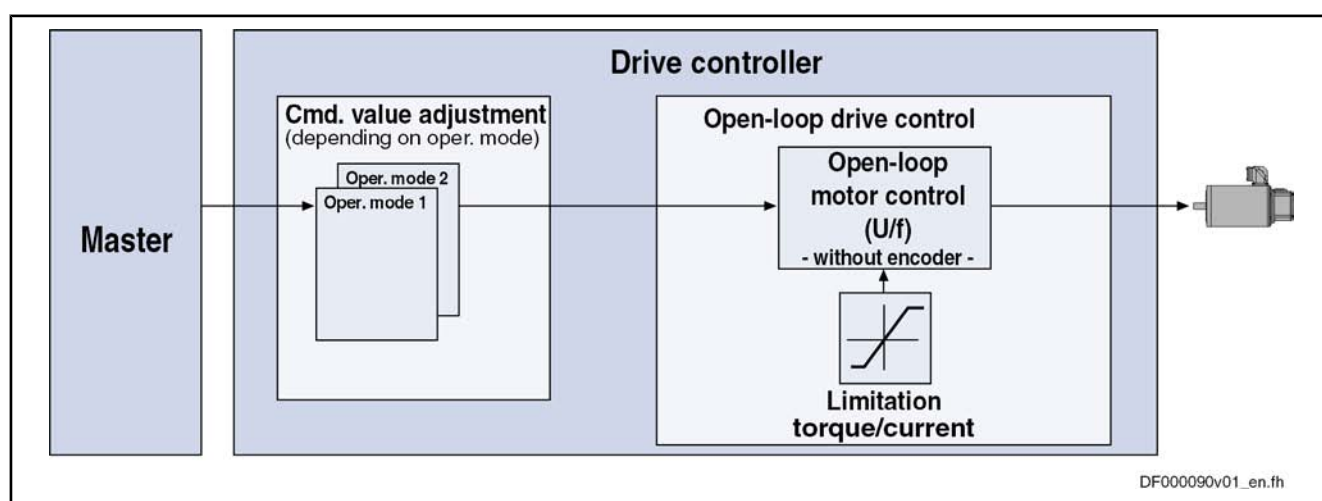 Drive controller
Master
Cmd. value adjustment
(depending on oper. mode)
Oper. mode 2
Oper. mode 1
Open-loop drive control
Open-loop
motor control
(U/f)
- without encoder -
Limitation
torque/current
DF000090v01_en.fh